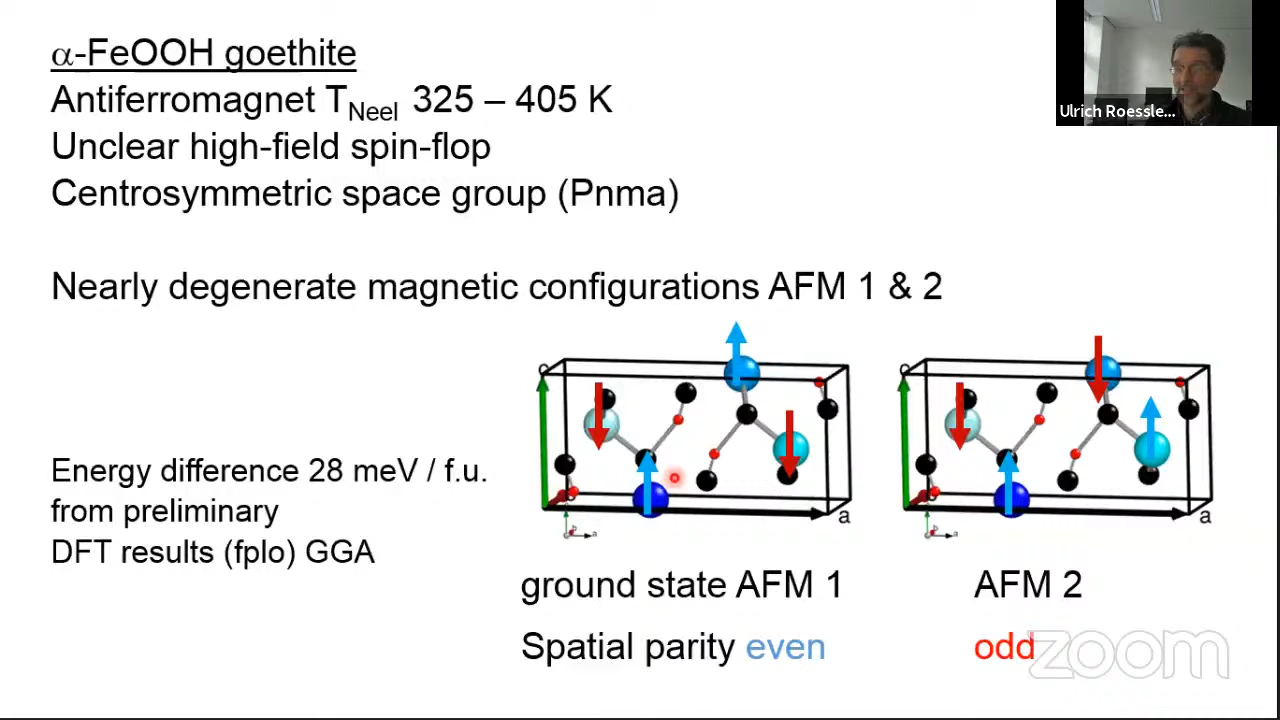 α-FeOOH goethite
Antiferromagnet T_Neel 325 – 405 K
Unclear high-field spin-flop
Centrosymmetric space group (Pnma)
Ulrich Roessle...
Nearly degenerate magnetic configurations AFM 1 & 2
c
a
c
a
Energy difference 28 meV / f.u.
from preliminary
DFT results (fplo) GGA
ground state AFM 1
AFM 2
Spatial parity even
odd
zoom